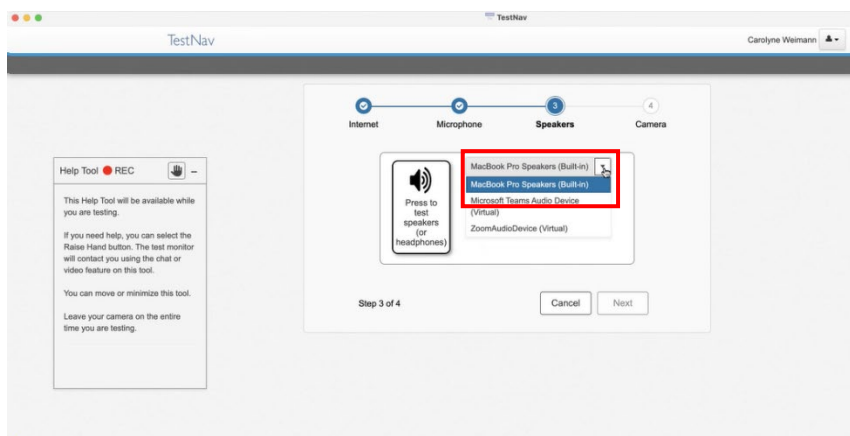 TestNav
TestNav
Carolyne Weimann
3
4
Internet
Microphone
Speakers
Camera
Help Tool REC
This Help Tool will be available while
you are testing.
If you need help, you can select the
Raise Hand button. The test monitor
will contact you using the chat or
video feature on this tool.
You can move or minimize this tool.
Leave your camera on the entire
time you are testing.
Press to
test
speakers
(or
headphones)
MacBook Pro Speakers (Built-in)
MacBook Pro Speakers (Built-in)
Microsoft Teams Audio Device
(Virtual)
ZoomAudioDevice (Virtual)
Step 3 of 4
Cancel
Next